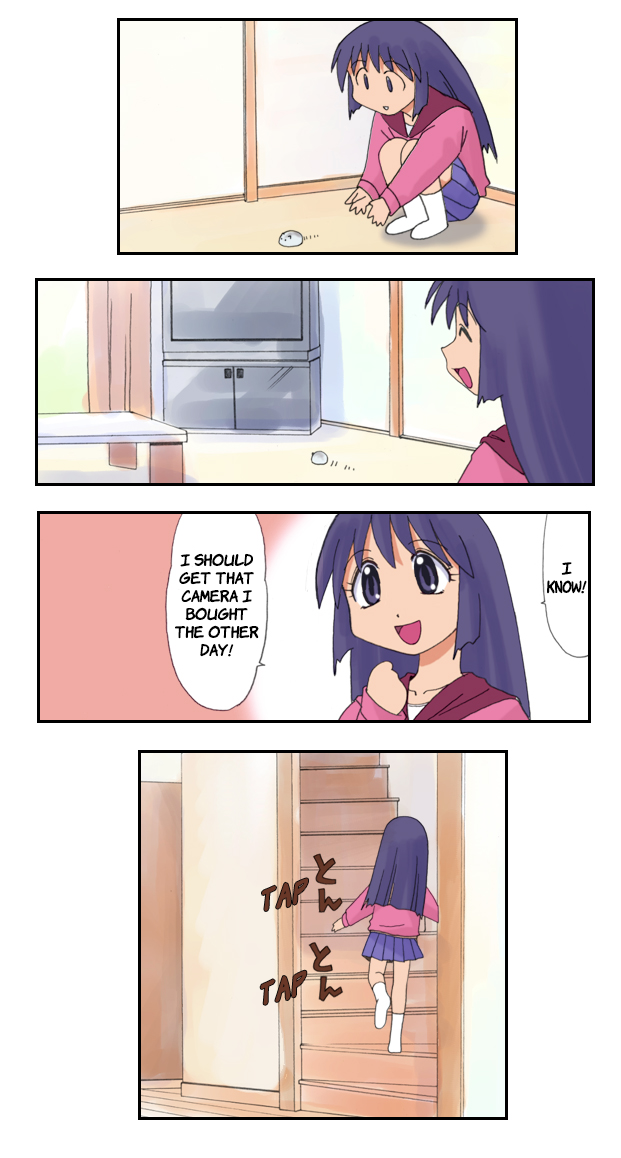 I
KNOW!
I SHOULD
GET THAT
CAMERA I
BOUGHT
THE OTHER
DAY!
とん
TAP
とん
TAP